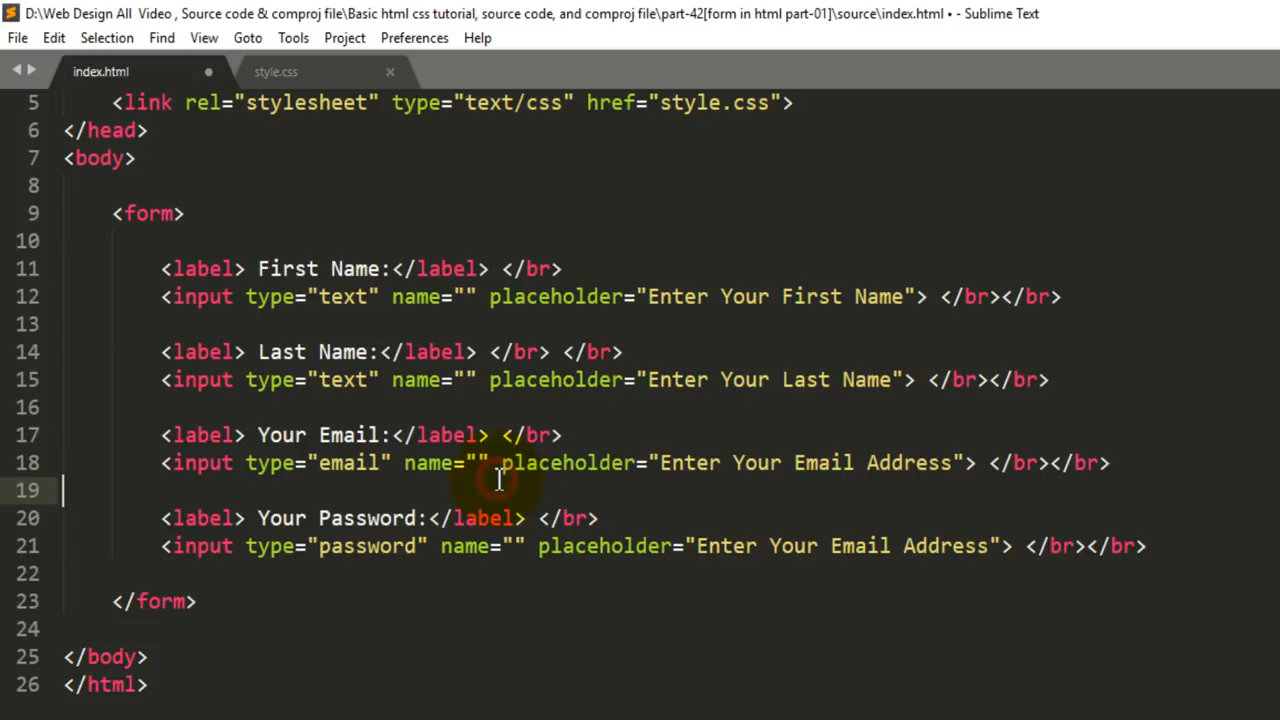 D:\Web Design All  Video , Source code & comproj file\Basic html css tutorial, source code, and comproj file\part-42[form in html part-01]\source\index.html • - Sublime Text
File Edit Selection Find View Goto Tools Project Preferences Help
index.html style.css
5 <link rel="stylesheet" type="text/css" href="style.css">
6 </head>
7 <body>
8
9 <form>
10
11 <label> First Name:</label> </br>
12 <input type="text" name="" placeholder="Enter Your First Name"> </br></br>
13
14 <label> Last Name:</label> </br> </br>
15 <input type="text" name="" placeholder="Enter Your Last Name"> </br></br>
16
17 <label> Your Email:</label> </br>
18 <input type="email" name="" placeholder="Enter Your Email Address"> </br></br>
19
20 <label> Your Password:</label> </br>
21 <input type="password" name="" placeholder="Enter Your Email Address"> </br></br>
22
23 </form>
24
25 </body>
26 </html>